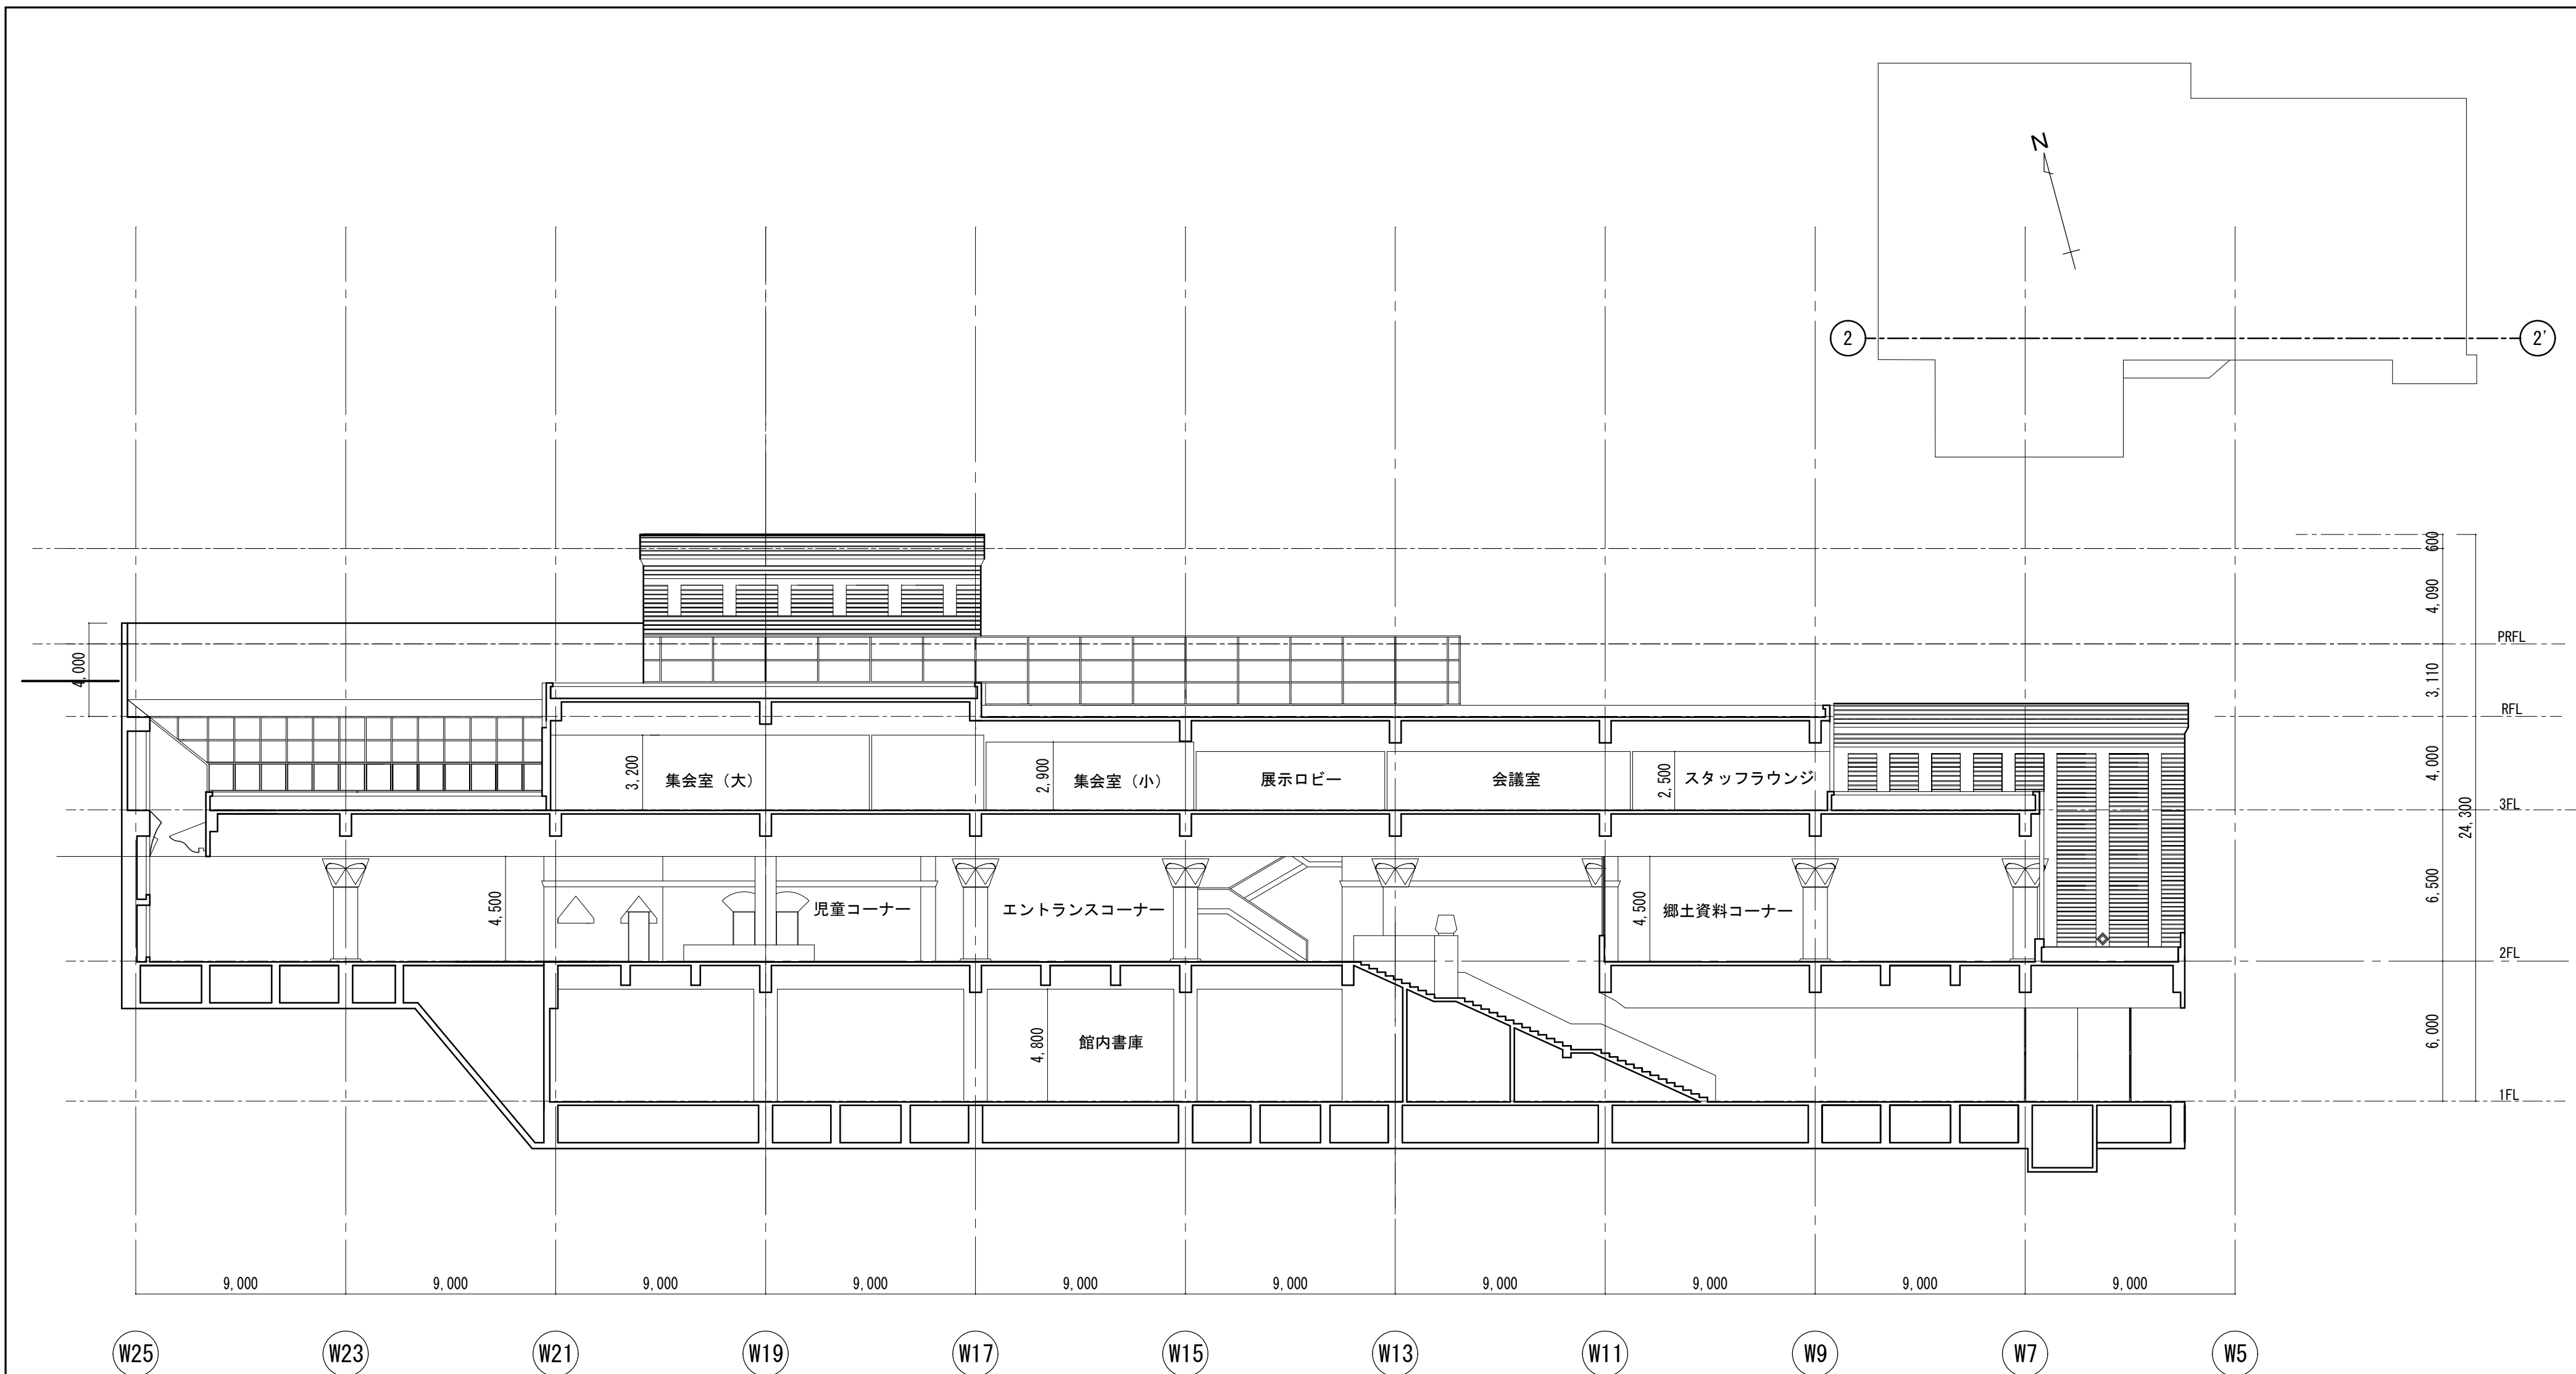 N
2
2'
600
4,090
PRFL
4,000
3,110
RFL
3,200
集会室（大）
2,900
集会室（小）
展示ロビー
会議室
2,500
スタッフラウンジ
4,000
3FL
24,300
4,500
児童コーナー
エントランスコーナー
4,500
郷土資料コーナー
6,500
2FL
4,800
館内書庫
6,000
1FL
9,000 9,000 9,000 9,000 9,000 9,000 9,000 9,000 9,000 9,000
W25 W23 W21 W19 W17 W15 W13 W11 W9 W7 W5